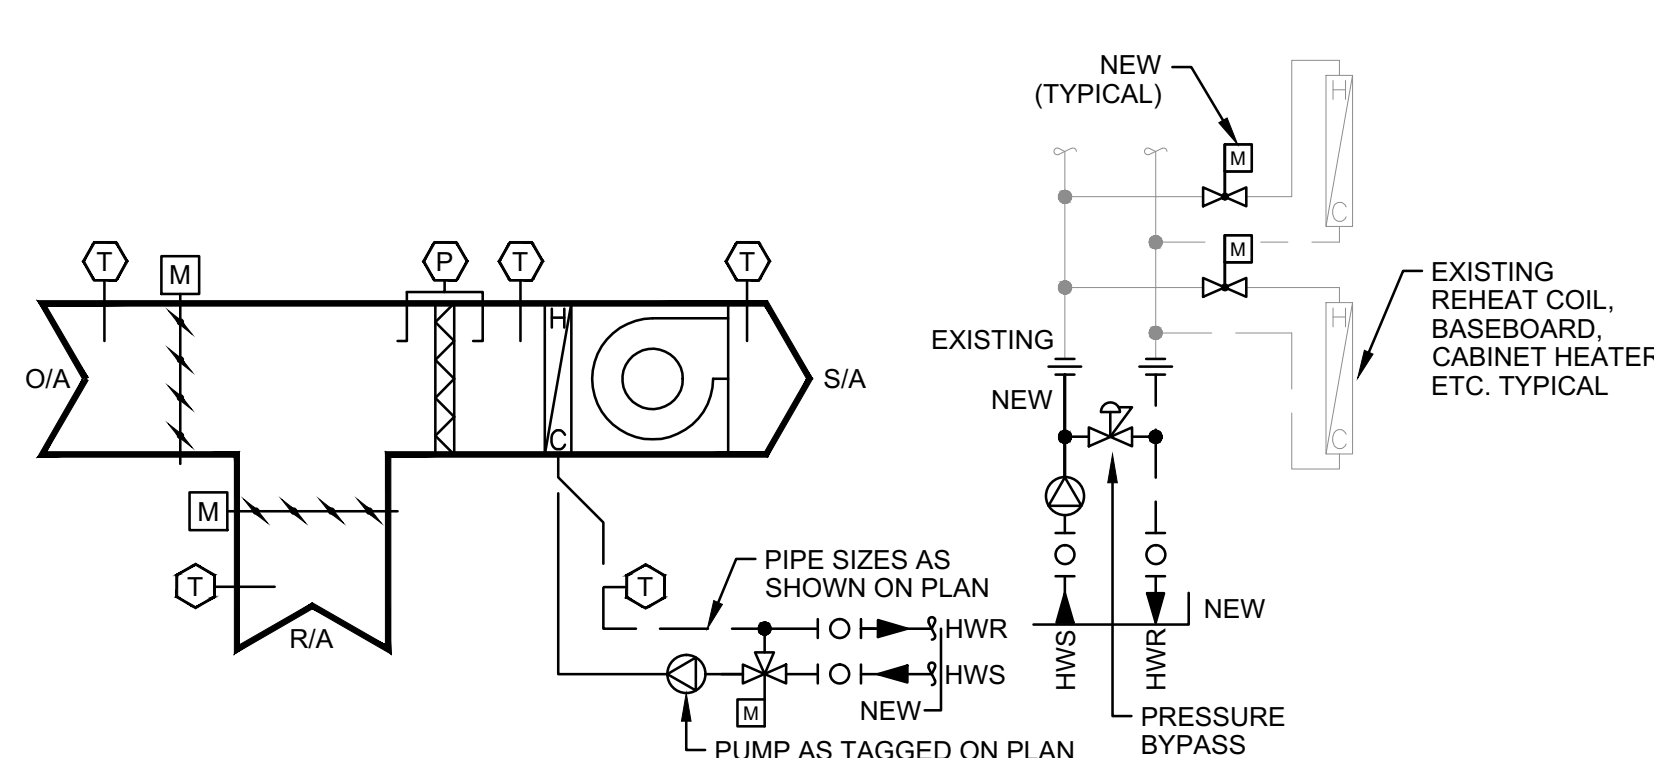 NEW
(TYPICAL)
H
M
C
T
M
P
T
T
M
EXISTING
REHEAT COIL,
BASEBOARD,
CABINET HEATER
ETC. TYPICAL
H
H
EXISTING
O/A
S/A
NEW
C
C
M
PIPE SIZES AS
SHOWN ON PLAN
T
T
NEW
R/A
HWR
HWS
HWR
HWS
M
NEW
PRESSURE
BYPASS
PUMP AS TAGGED ON PLAN